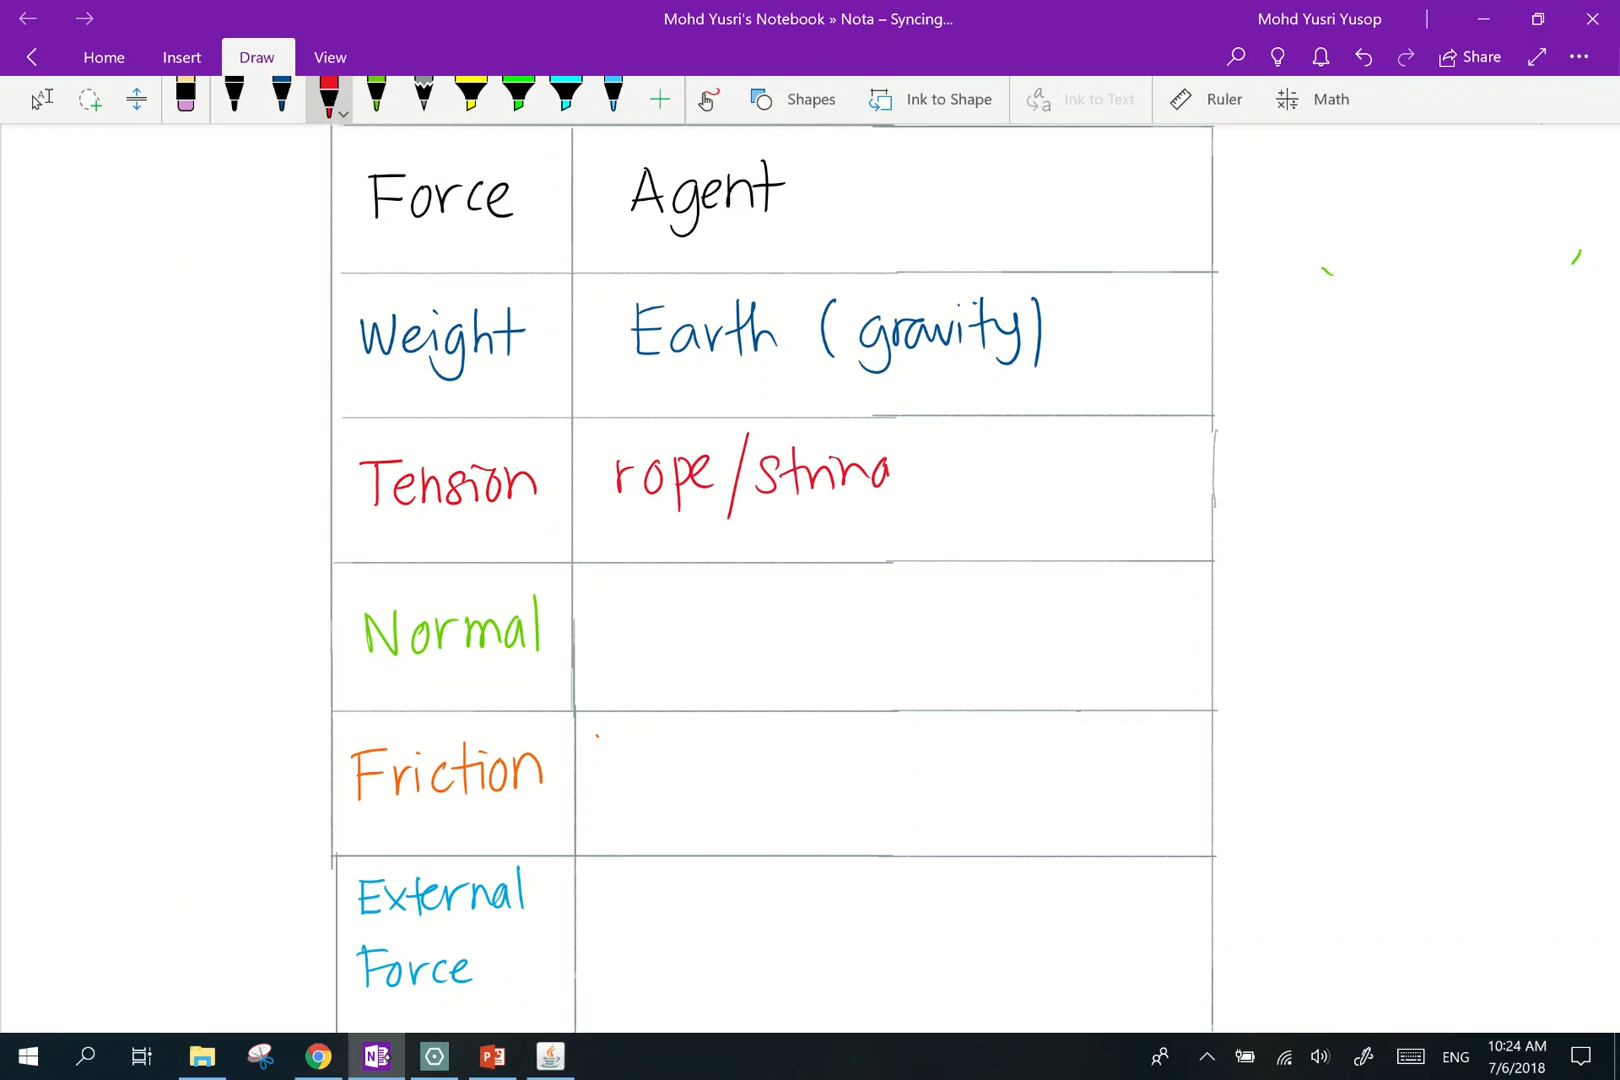 Mohd Yusri's Notebook » Nota – Syncing...
Mohd Yusri Yusop
Home Insert Draw View
Share
Shapes Ink to Shape Ink to Text Ruler Math
Force Agent
Weight Earth (gravity)
Tension rope/strina
Normal
Friction
External
Force
ENG
10:24 AM
7/6/2018